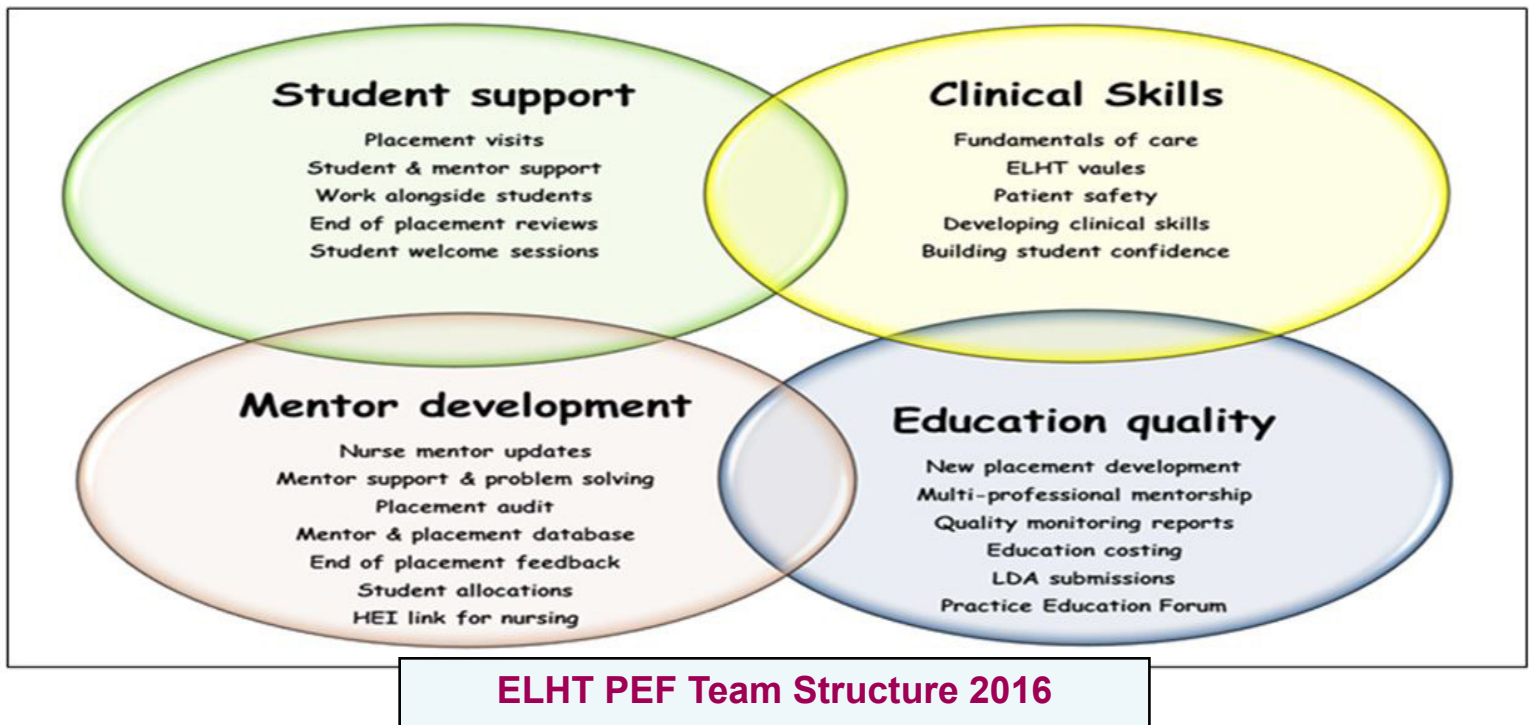 Student support
Placement visits
Student & mentor support
Work alongside students
End of placement reviews
Student welcome sessions
Clinical Skills
Fundamentals of care
ELHT vaules
Patient safety
Developing clinical skills
Building student confidence
Mentor development
Nurse mentor updates
Mentor support & problem solving
Placement audit
Mentor & placement database
End of placement feedback
Student allocations
HEI link for nursing
Education quality
New placement development
Multi-professional mentorship
Quality monitoring reports
Education costing
LDA submissions
Practice Education Forum
ELHT PEF Team Structure 2016